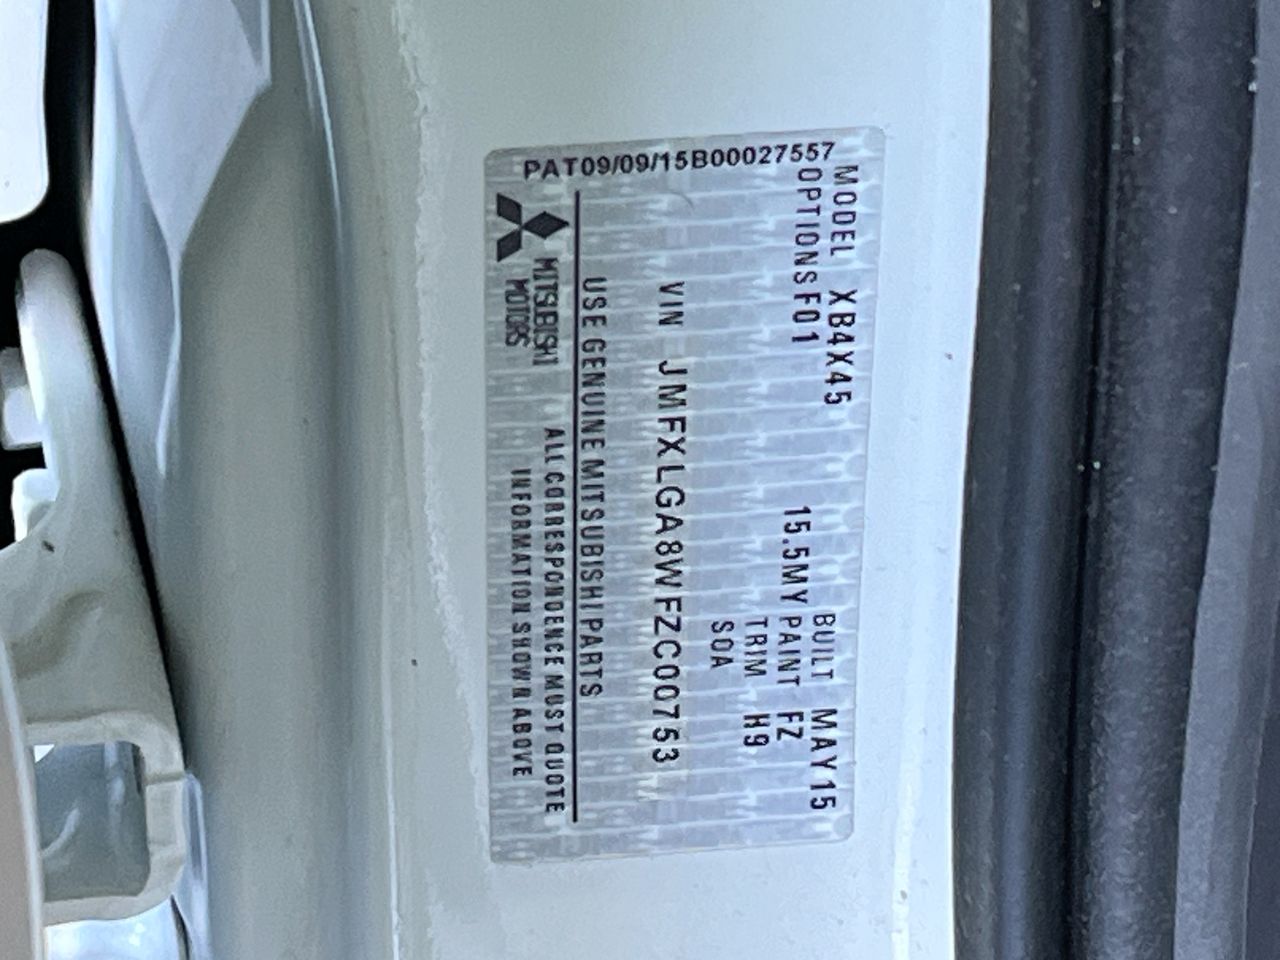 PAT09/09/15B00027557
MODEL XB4X45 BUILT MAY15
OPTIONS F01 15.5MY PAINT FZ
TRIM H9
SOA
VIN JMFXLGA8WFZC00753
USE GENUINE MITSUBISHI PARTS
MITSUBISHI MOTORS
ALL CORRESPONDENCE MUST QUOTE
INFORMATION SHOWN ABOVE